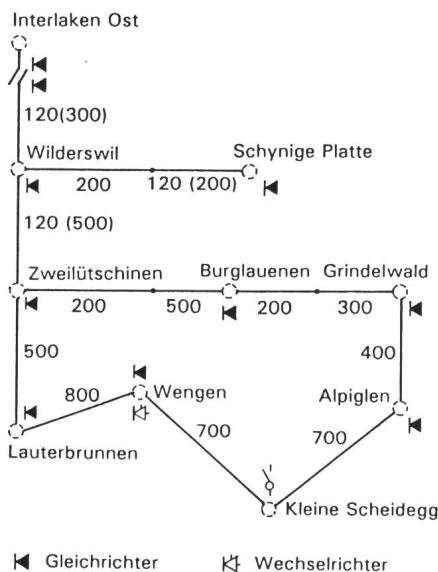 Interlaken Ost
120(300)
Wilderswil Schynige Platte
200 120 (200)
120 (500)
Zweilütschinen Burglauenen Grindelwald
200 500 200 300
500 400
800 Wengen Alpiglen
700 700
Lauterbrunnen
Kleine Scheidegg
Gleichrichter Wechselrichter